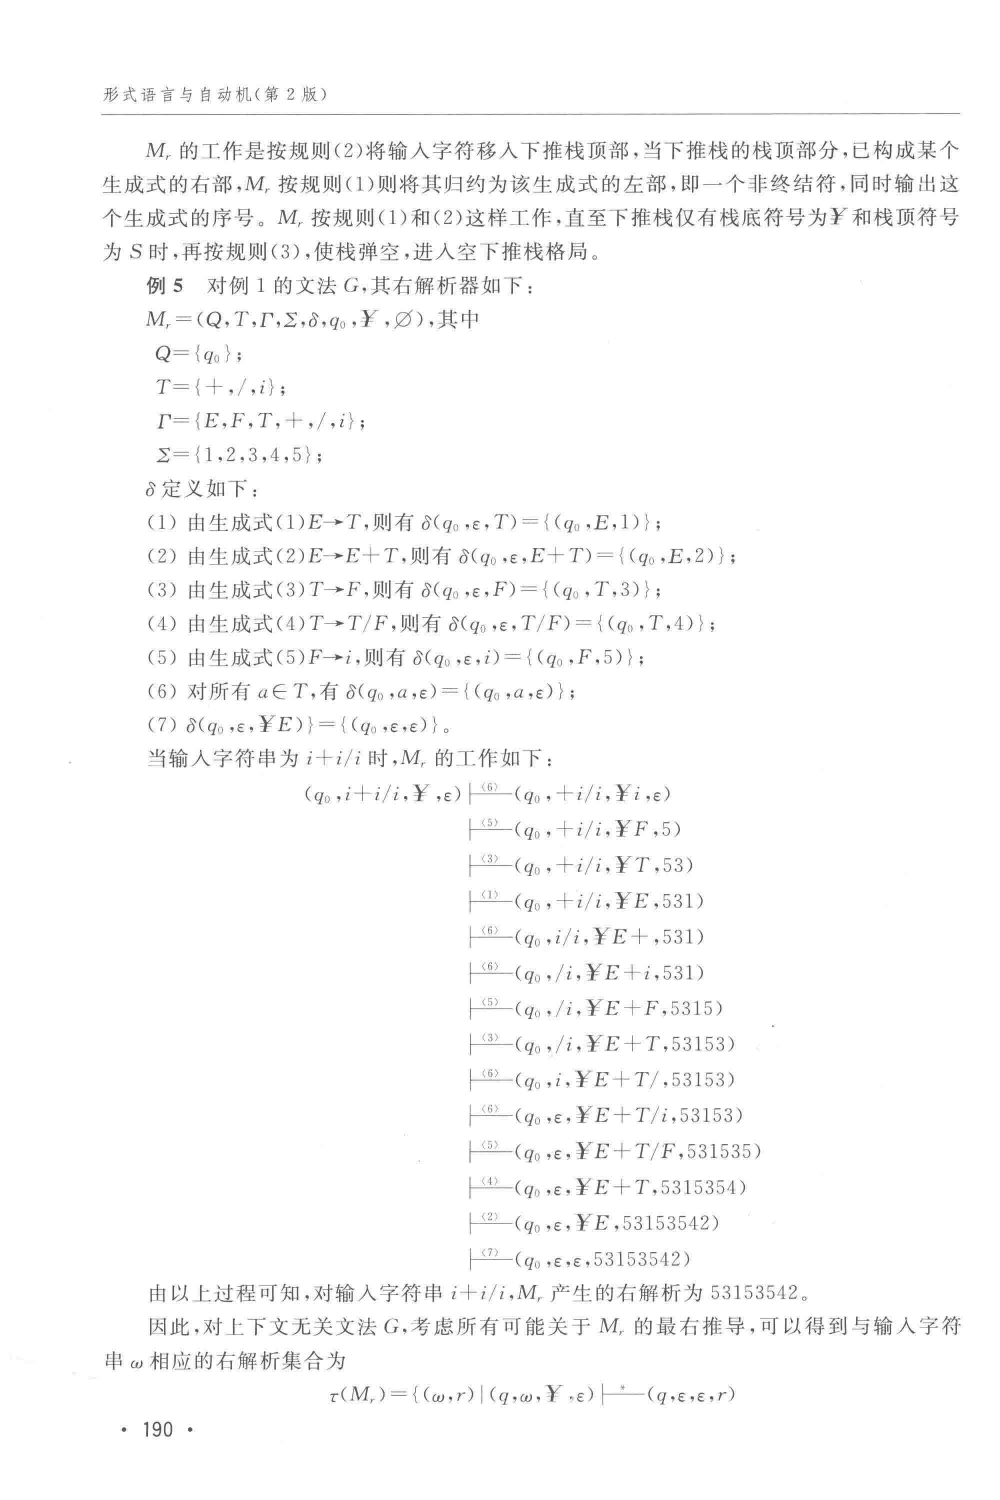 形式语言与自动机(第2版)
Mᵣ 的工作是按规则(2)将输入字符移入下推栈顶部,当下推栈的栈顶部分,已构成某个
生成式的右部,Mᵣ 按规则(1)则将其归约为该生成式的左部,即一个非终结符,同时输出这
个生成式的序号。Mᵣ 按规则(1)和(2)这样工作,直至下推栈仅有栈底符号为¥ 和栈顶符号
为 S 时,再按规则(3),使栈弹空,进入空下推栈格局。
例 5 对例 1 的文法 G,其右解析器如下:
Mᵣ=(Q,T,Γ,Σ,δ,q₀,¥,∅),其中
Q={q₀};
T={+,/,i};
Γ={E,F,T,+,/,i};
Σ={1,2,3,4,5};
δ 定义如下:
(1) 由生成式(1)E→T,则有 δ(q₀,ε,T)={(q₀,E,1)};
(2) 由生成式(2)E→E+T,则有 δ(q₀,ε,E+T)={(q₀,E,2)};
(3) 由生成式(3)T→F,则有 δ(q₀,ε,F)={(q₀,T,3)};
(4) 由生成式(4)T→T/F,则有 δ(q₀,ε,T/F)={(q₀,T,4)};
(5) 由生成式(5)F→i,则有 δ(q₀,ε,i)={(q₀,F,5)};
(6) 对所有 a∈T,有 δ(q₀,a,ε)={(q₀,a,ε)};
(7) δ(q₀,ε,¥E)}={(q₀,ε,ε)}。
当输入字符串为 i+i/i 时,Mᵣ 的工作如下:
(q₀,i+i/i,¥,ε)⊢⁽⁶⁾(q₀,+i/i,¥i,ε)
⊢⁽⁵⁾(q₀,+i/i,¥F,5)
⊢⁽³⁾(q₀,+i/i,¥T,53)
⊢⁽¹⁾(q₀,+i/i,¥E,531)
⊢⁽⁶⁾(q₀,i/i,¥E+,531)
⊢⁽⁶⁾(q₀,/i,¥E+i,531)
⊢⁽⁵⁾(q₀,/i,¥E+F,5315)
⊢⁽³⁾(q₀,/i,¥E+T,53153)
⊢⁽⁶⁾(q₀,i,¥E+T/,53153)
⊢⁽⁶⁾(q₀,ε,¥E+T/i,53153)
⊢⁽⁵⁾(q₀,ε,¥E+T/F,531535)
⊢⁽⁴⁾(q₀,ε,¥E+T,5315354)
⊢⁽²⁾(q₀,ε,¥E,53153542)
⊢⁽⁷⁾(q₀,ε,ε,53153542)
由以上过程可知,对输入字符串 i+i/i,Mᵣ 产生的右解析为 53153542。
因此,对上下文无关文法 G,考虑所有可能关于 Mᵣ 的最右推导,可以得到与输入字符
串 ω 相应的右解析集合为
τ(Mᵣ)={(ω,r)|(q,ω,¥,ε)⊢*(q,ε,ε,r)
· 190 ·